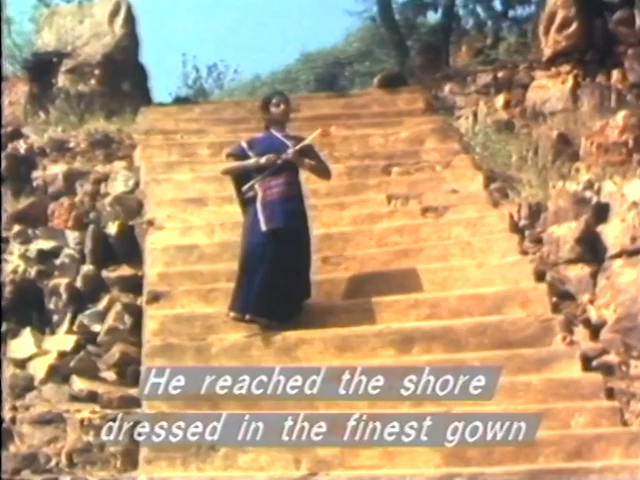 He reached the shore
dressed in the finest gown